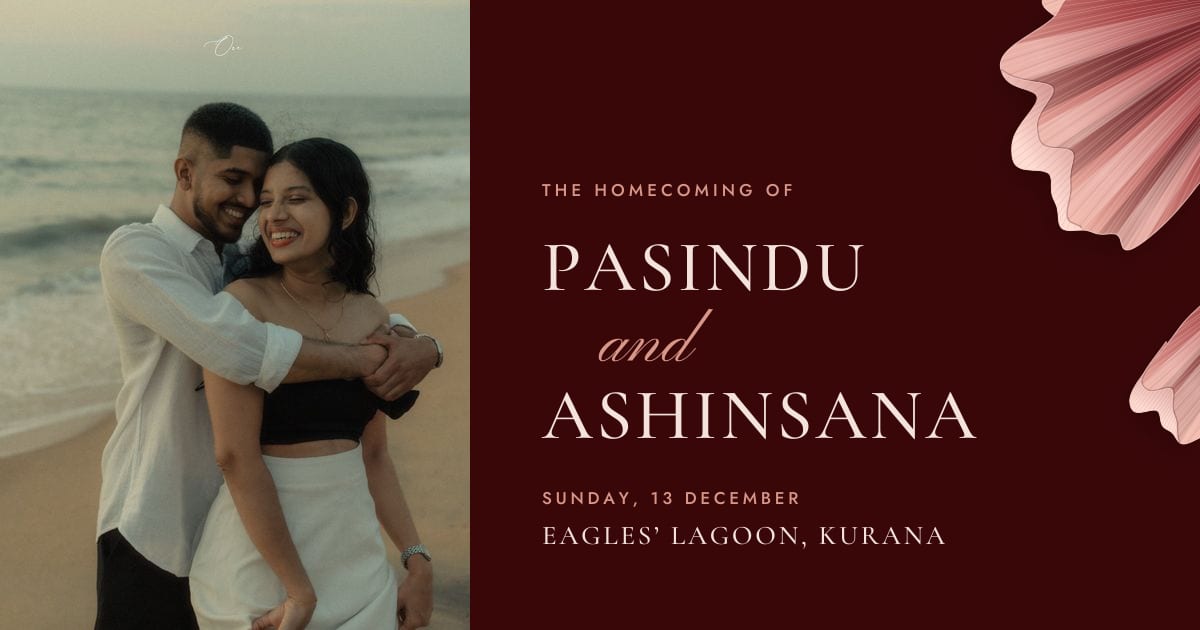 THE HOMECOMING OF
PASINDU
and
ASHINSANA
SUNDAY, 13 DECEMBER
EAGLES’ LAGOON, KURANA